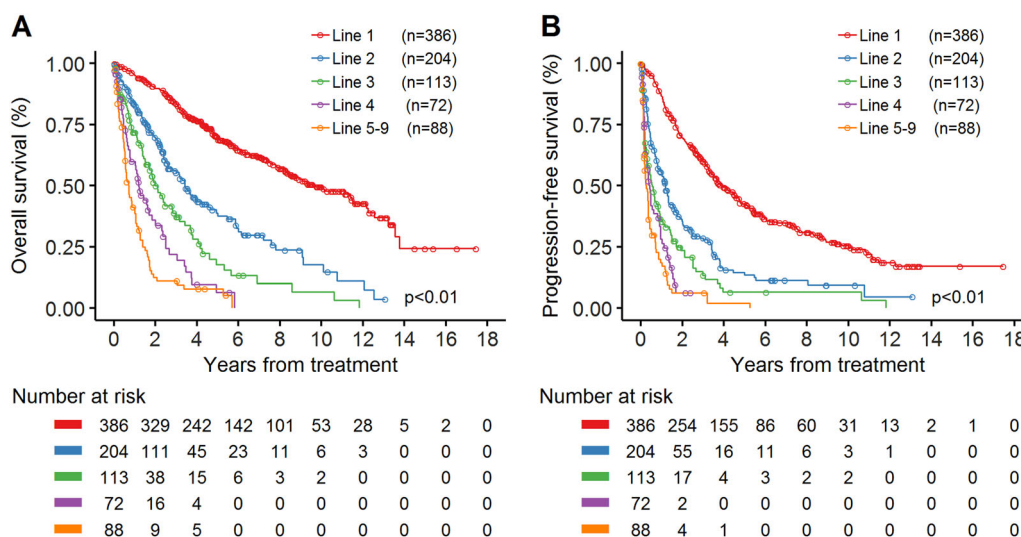 A
Line 1 (n=386)
Line 2 (n=204)
Line 3 (n=113)
Line 4 (n=72)
Line 5-9 (n=88)
Overall survival (%)
1.00
0.75
0.50
0.25
0.00
p<0.01
0 2 4 6 8 10 12 14 16 18
Years from treatment
Number at risk
386 329 242 142 101 53 28 5 2 0
204 111 45 23 11 6 3 0 0 0
113 38 15 6 3 2 0 0 0 0
72 16 4 0 0 0 0 0 0 0
88 9 5 0 0 0 0 0 0 0
B
Line 1 (n=386)
Line 2 (n=204)
Line 3 (n=113)
Line 4 (n=72)
Line 5-9 (n=88)
Progression-free survival (%)
1.00
0.75
0.50
0.25
0.00
p<0.01
0 2 4 6 8 10 12 14 16 18
Years from treatment
Number at risk
386 254 155 86 60 31 13 2 1 0
204 55 16 11 6 3 1 0 0 0
113 17 4 3 2 2 0 0 0 0
72 2 0 0 0 0 0 0 0 0
88 4 1 0 0 0 0 0 0 0